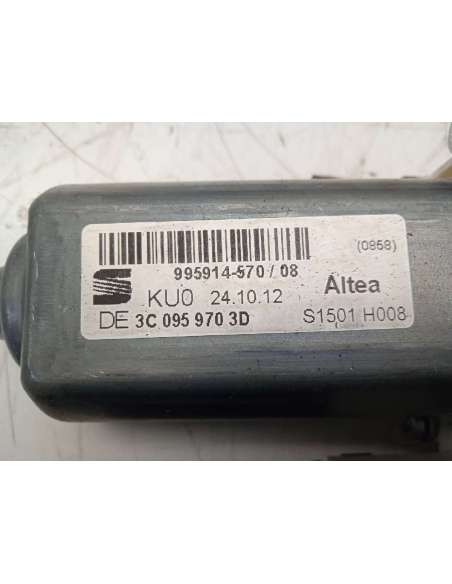 (0858)
995914-570 / 08
KU0 24.10.12 Altea
DE 3C 095 970 3D S1501 H008